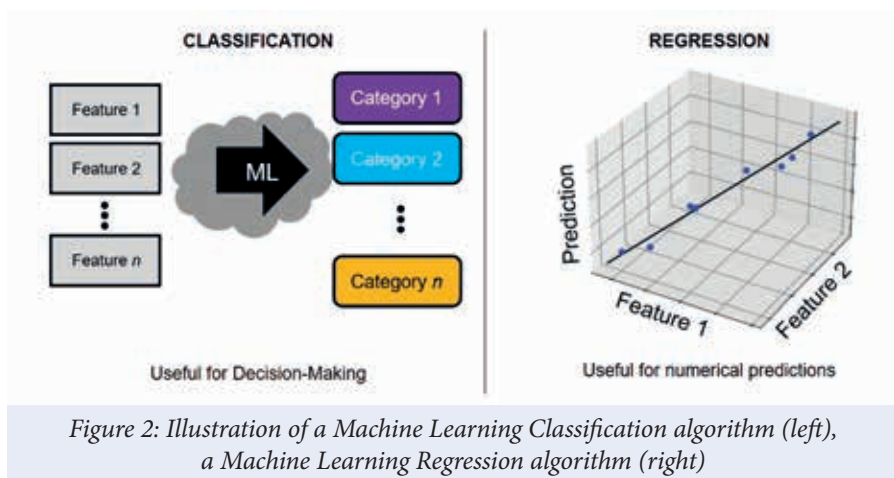 CLASSIFICATION
Feature 1
Feature 2
Feature n
ML
Category 1
Category 2
Category n
Useful for Decision-Making
REGRESSION
Prediction
Feature 1
Feature 2
Useful for numerical predictions
Figure 2: Illustration of a Machine Learning Classification algorithm (left),
a Machine Learning Regression algorithm (right)